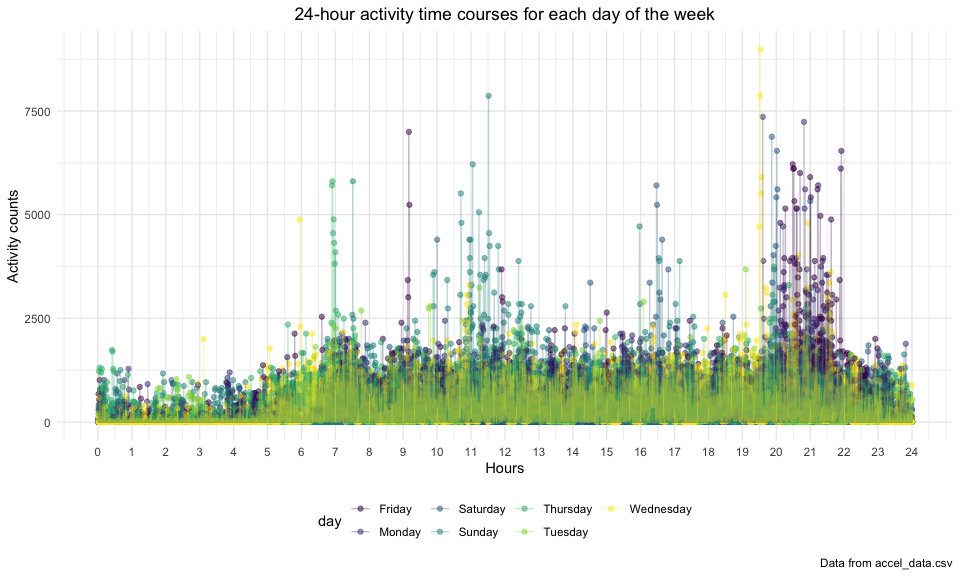 24-hour activity time courses for each day of the week
Activity counts
7500
5000
2500
0
0 1 2 3 4 5 6 7 8 9 10 11 12 13 14 15 16 17 18 19 20 21 22 23 24
Hours
day
Friday Saturday Thursday Wednesday
Monday Sunday Tuesday
Data from accel_data.csv